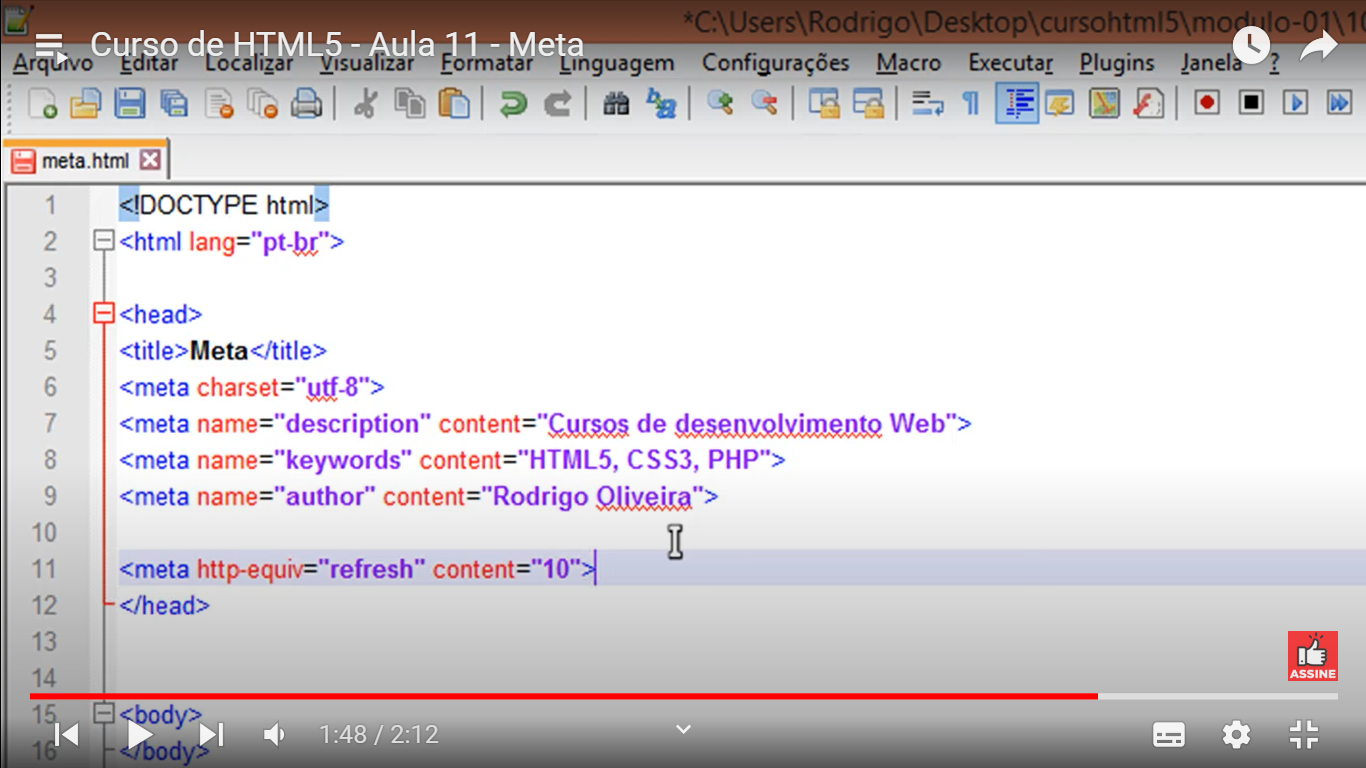 *C:\Users\Rodrigo\Desktop\cursohtml5\modulo-01\10
Curso de HTML5 - Aula 11 - Meta
Arquivo Editar Localizar Visualizar Formatar Linguagem Configurações Macro Executar Plugins Janela ?
meta.html
1 <!DOCTYPE html>
2 <html lang="pt-br">
3
4 <head>
5 <title>Meta</title>
6 <meta charset="utf-8">
7 <meta name="description" content="Cursos de desenvolvimento Web">
8 <meta name="keywords" content="HTML5, CSS3, PHP">
9 <meta name="author" content="Rodrigo Oliveira">
10
11 <meta http-equiv="refresh" content="10">
12 </head>
13
14
ASSINE
15 <body>
1:48 / 2:12
16 </body>